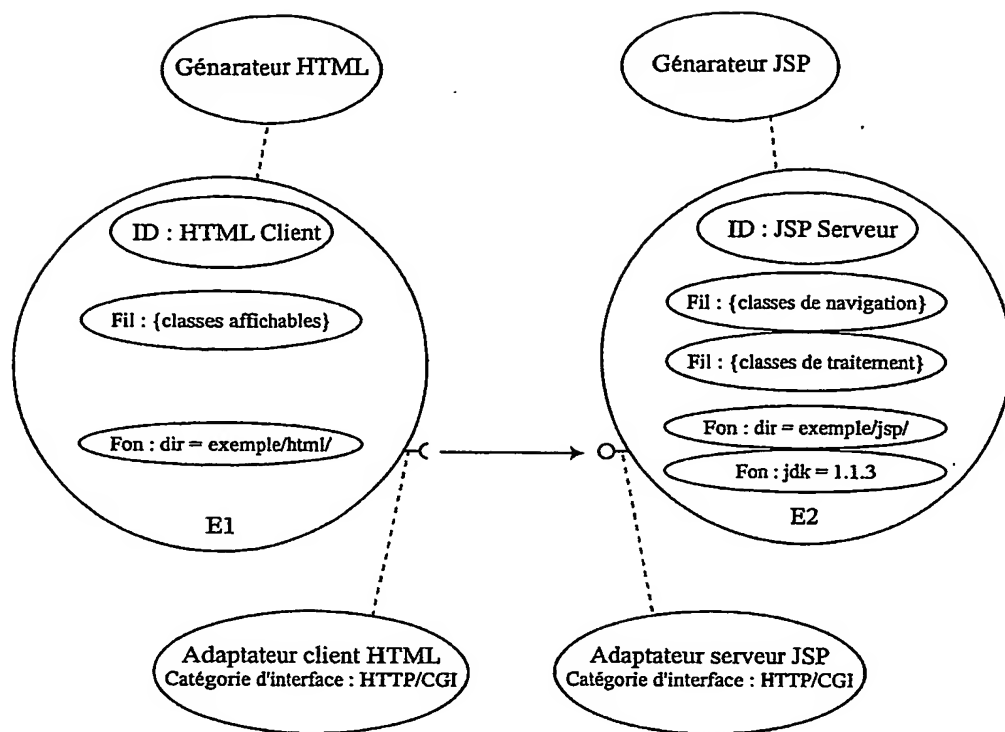 Génarateur HTML
Génarateur JSP
ID : HTML Client
Fil : {classes affichables}
Fon : dir = exemple/html/
E1
ID : JSP Serveur
Fil : {classes de navigation}
Fil : {classes de traitement}
Fon : dir = exemple/jsp/
Fon : jdk = 1.1.3
E2
Adaptateur client HTML
Catégorie d'interface : HTTP/CGI
Adaptateur serveur JSP
Catégorie d'interface : HTTP/CGI